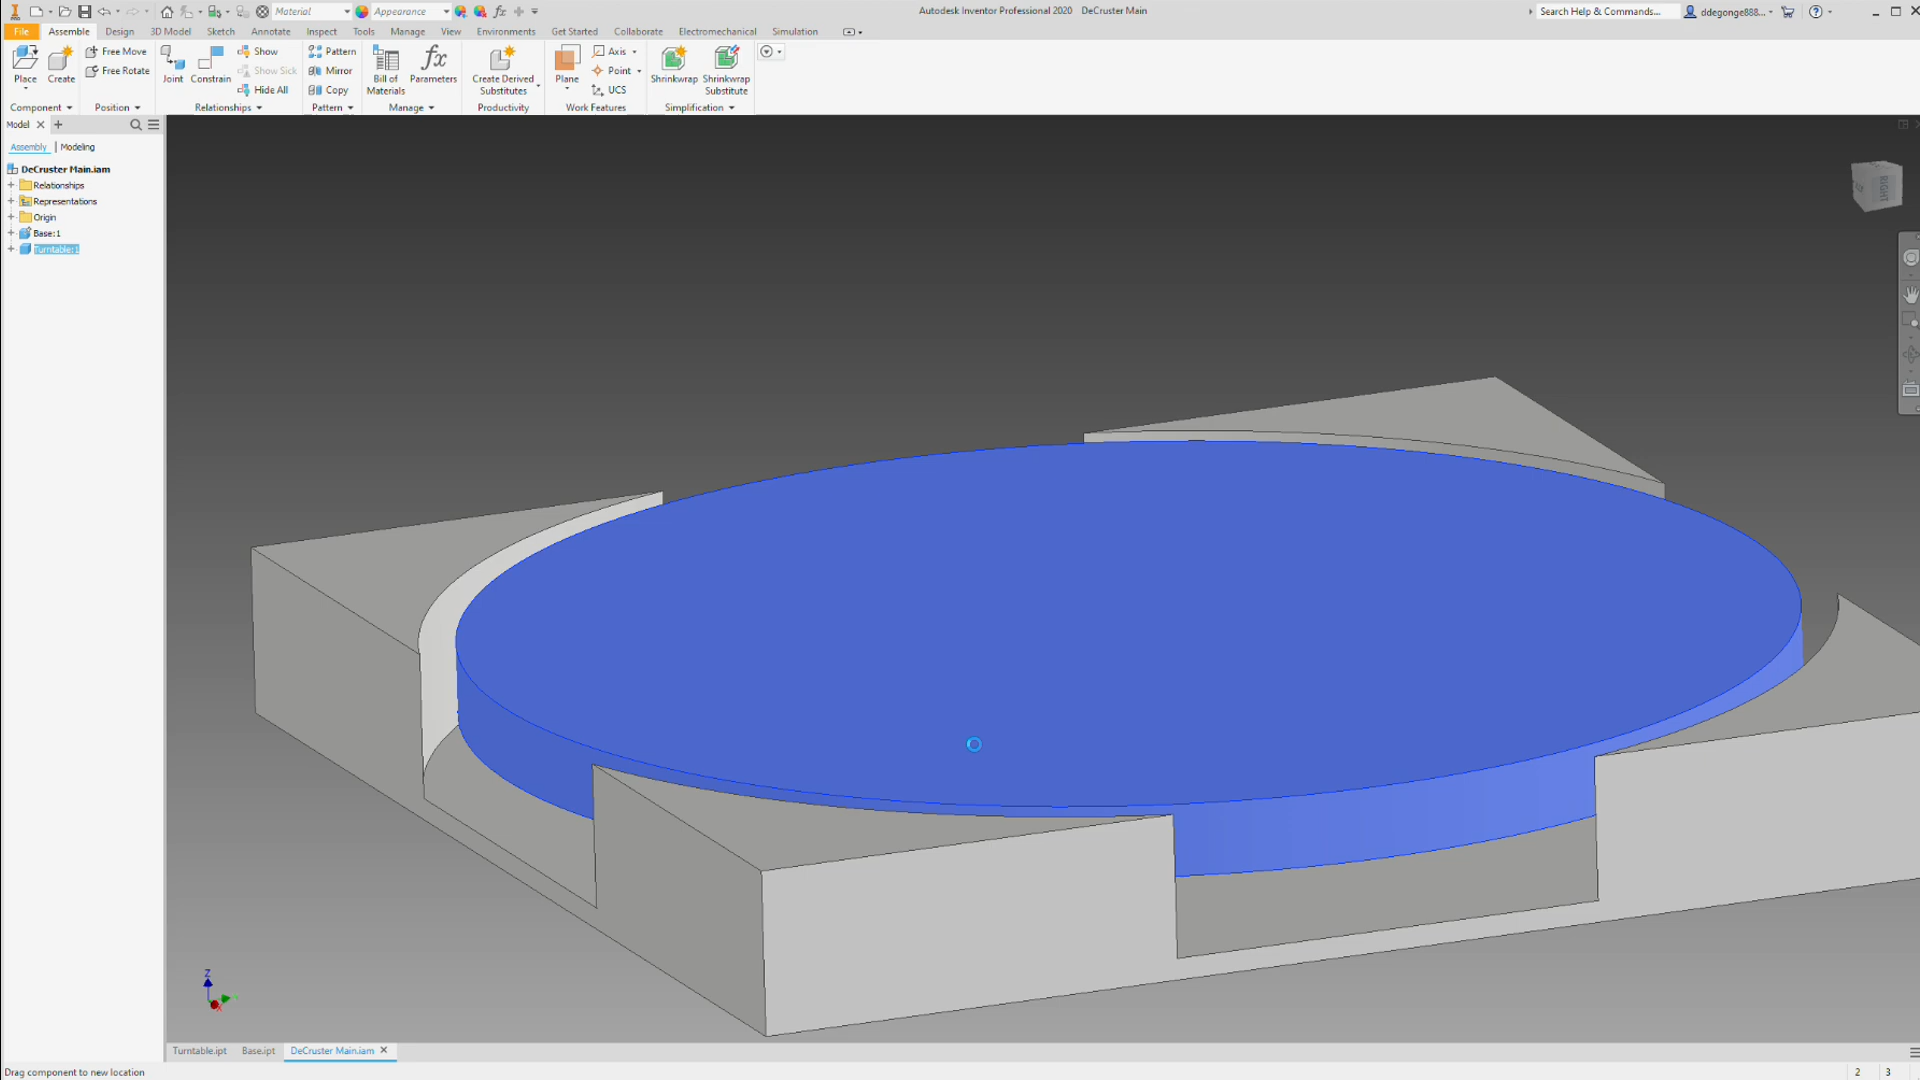 Material
Appearance
fx
Autodesk Inventor Professional 2020 DeCruster Main
Search Help & Commands...
ddegonge888...
File
Assemble
Design
3D Model
Sketch
Annotate
Inspect
Tools
Manage
View
Environments
Get Started
Collaborate
Electromechanical
Simulation
Place
Create
Free Move
Free Rotate
Joint
Constrain
Show
Show Sick
Hide All
Pattern
Mirror
Copy
Bill of
Materials
fx
Parameters
Create Derived
Substitutes
Plane
Axis
Point
UCS
Shrinkwrap
Shrinkwrap
Substitute
Component
Position
Relationships
Pattern
Manage
Productivity
Work Features
Simplification
Model
Assembly
Modeling
DeCruster Main.iam
Relationships
Representations
Origin
Base:1
Turntable:1
RIGHT
Z
X
Turntable.ipt
Base.ipt
DeCruster Main.iam
Drag component to new location
2
3